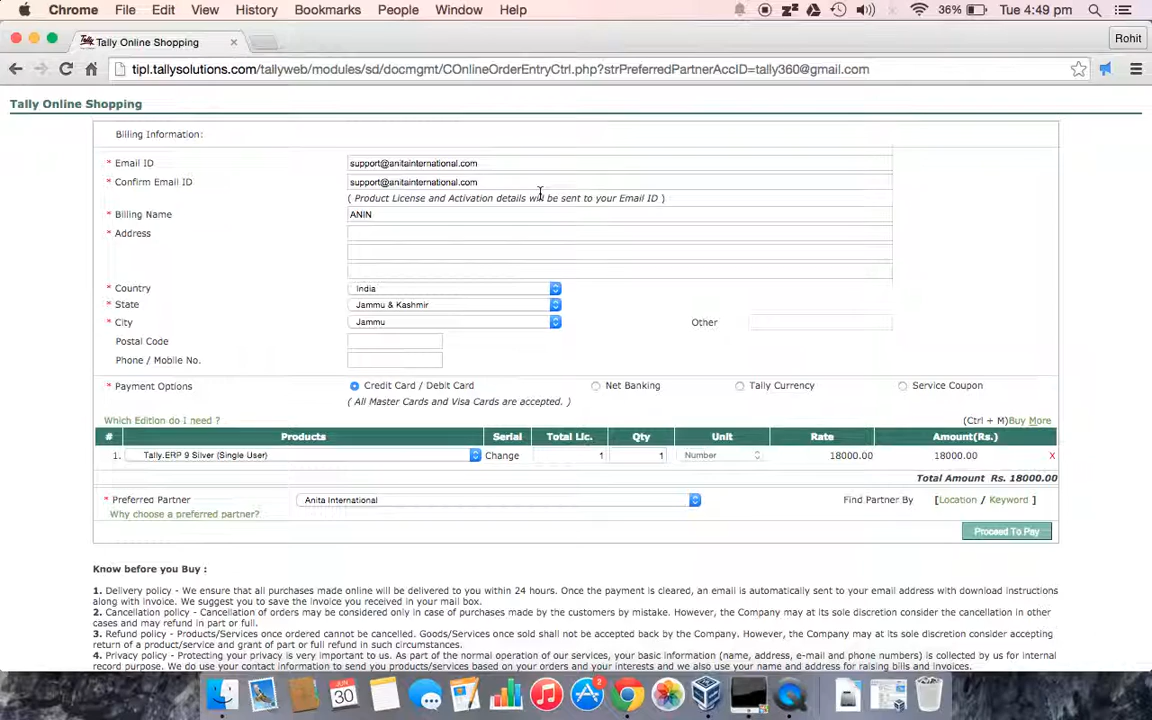 Chrome File Edit View History Bookmarks People Window Help 36% Tue 4:49 pm
Tally Online Shopping Rohit
tipl.tallysolutions.com/tallyweb/modules/sd/docmgmt/COnlineOrderEntryCtrl.php?strPreferredPartnerAccID=tally360@gmail.com
Tally Online Shopping
Billing Information:
* Email ID support@anitainternational.com
* Confirm Email ID support@anitainternational.com
( Product License and Activation details will be sent to your Email ID )
* Billing Name ANIN
* Address
* Country India
* State Jammu & Kashmir
* City Jammu Other
Postal Code
Phone / Mobile No.
* Payment Options Credit Card / Debit Card Net Banking Tally Currency Service Coupon
( All Master Cards and Visa Cards are accepted. )
Which Edition do I need ? (Ctrl + M)Buy More
# Products Serial Total Lic. Qty Unit Rate Amount(Rs.)
1. Tally.ERP 9 Silver (Single User) Change 1 1 Number 18000.00 18000.00 X
Total Amount Rs. 18000.00
* Preferred Partner Anita International Find Partner By [Location / Keyword ]
Why choose a preferred partner?
Proceed To Pay
Know before you Buy :
1. Delivery policy - We ensure that all purchases made online will be delivered to you within 24 hours. Once the payment is cleared, an email is automatically sent to your email address with download instructions
along with invoice. We suggest you to save the invoice you received in your mail box.
2. Cancellation policy - Cancellation of orders may be considered only in case of purchases made by the customers by mistake. However, the Company may at its sole discretion consider the cancellation in other
cases and may refund in part or full.
3. Refund policy - Products/Services once ordered cannot be cancelled. Goods/Services once sold shall not be accepted back by the Company. However, the Company may at its sole discretion consider accepting
return of a product/service and grant of part or full refund in such circumstances.
4. Privacy policy - Protecting your privacy is very important to us. As part of the normal operation of our services, your basic information (name, address, e-mail and phone numbers) is collected by us for internal
record purpose. We do use your contact information to send you products/services based on your orders and your interests and we also use your name and address for raising bills and invoices.
JUN
30
2